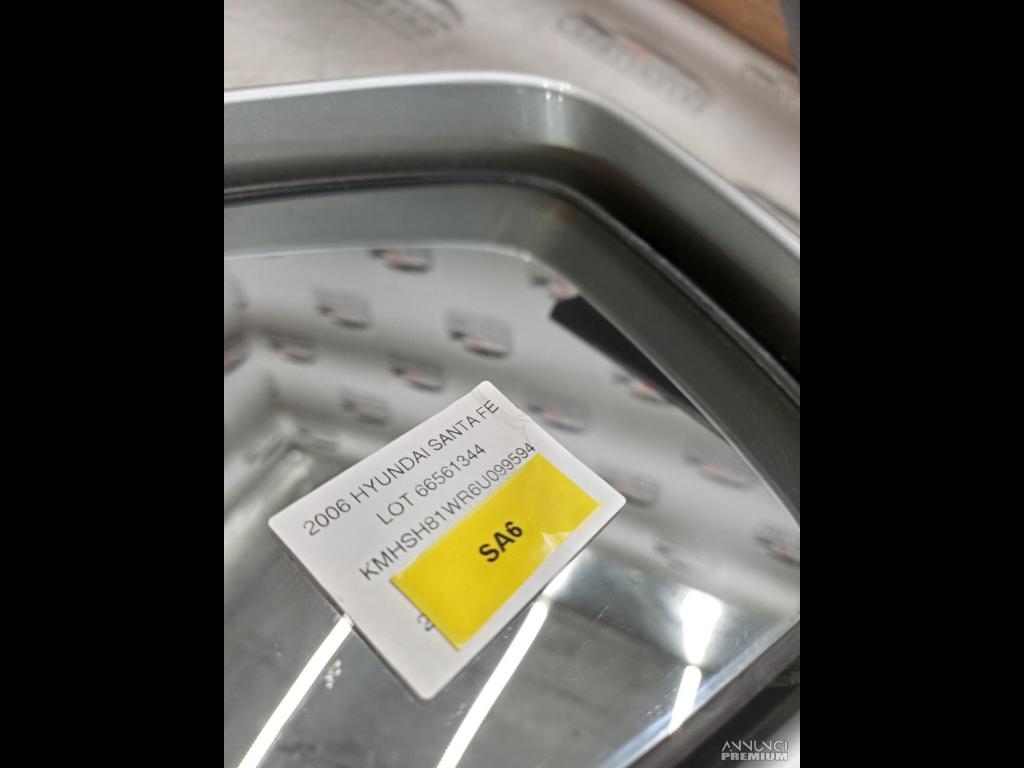 2006 HYUNDAI SANTA FE
LOT 66561344
KMHSH81WR6U099594
SA6
ANNUNCI
PREMIUM